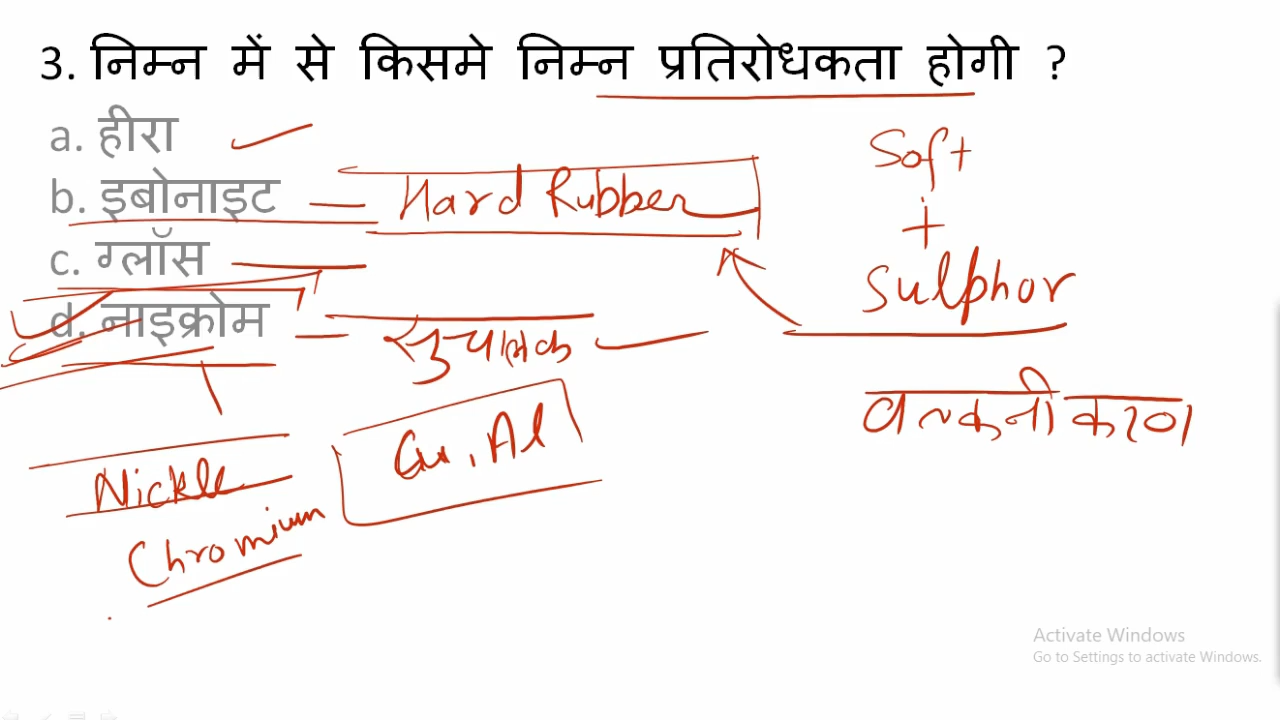 3. निम्न में से किसमे निम्न प्रतिरोधकता होगी ?
a. हीरा
b. इबोनाइट
Hard Rubber
c. ग्लॉस
d. नाइक्रोम
सुचालक
Cu, Al
Nickle
Chromium
Soft
+
Sulphor
वल्कनीकरण
Activate Windows
Go to Settings to activate Windows.